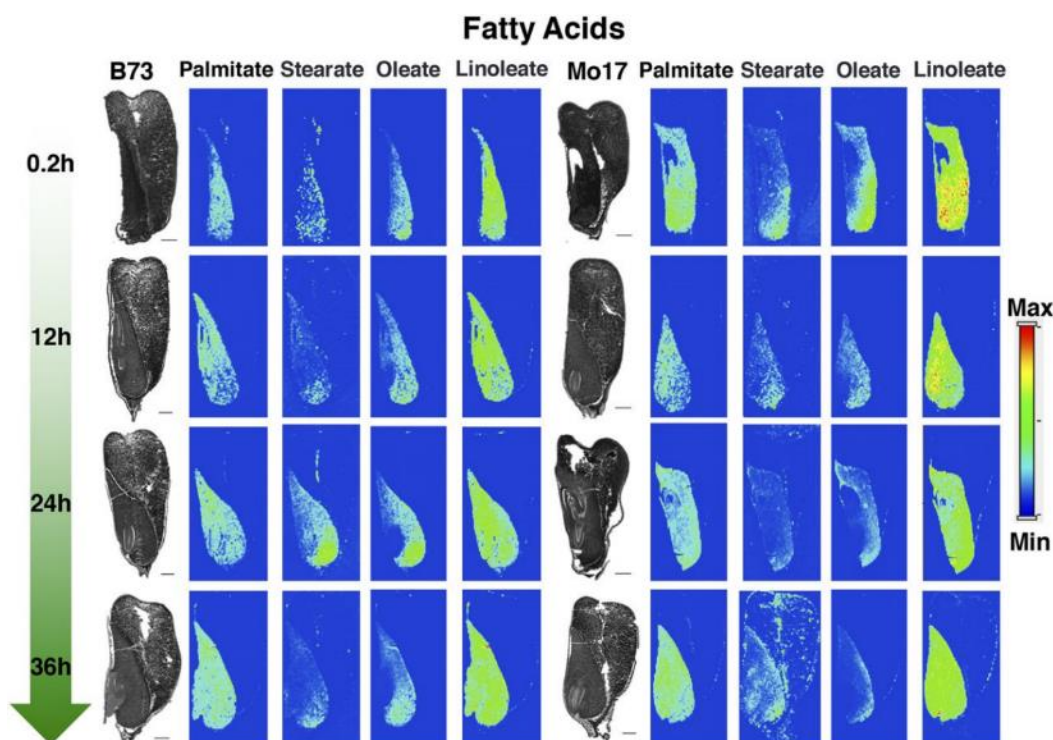 Fatty Acids
B73 Palmitate Stearate Oleate Linoleate Mo17 Palmitate Stearate Oleate Linoleate
0.2h
12h
Max
24h
Min
36h